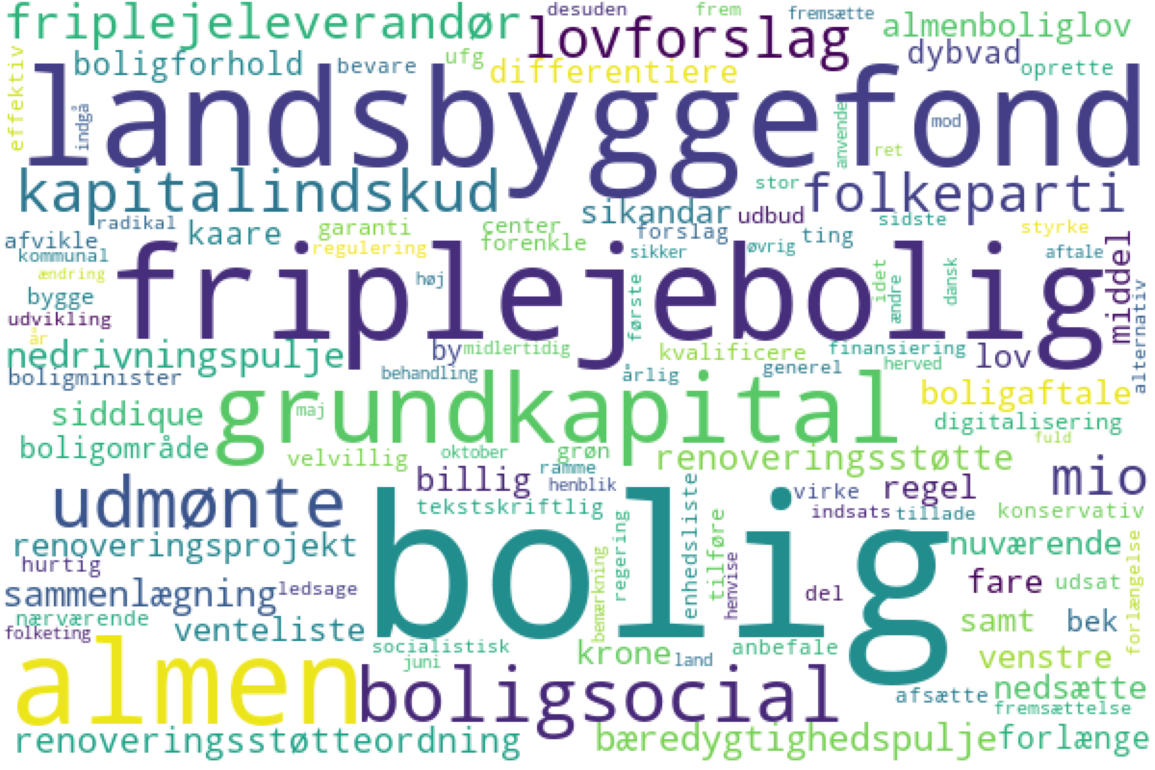 friplejeleverandør
desuden
frem
fremsætte
lovforslag
almenboliglov
effektiv
boligforhold
bevare
ufg
differentiere
dybvad
oprette
landsbyggefond
indgå
anvende
mod
ret
kapitalindskud
stor
folkeparti
radikal
garanti
center
sikandar
udbud
sidste
styrke
afvikle
kaare
regulering
forenkle
forslag
ting
kommunal
sikker
øvrig
aftale
ændring
friplejebolig
høj
idet
dansk
middel
bygge
første
ændre
alternativ
udvikling
år
nedrivningspulje
by
midlertidig
kvalificere
finansiering
lov
boligminister
behandling
årlig
generel
herved
siddique
grundkapital
maj
boligaftale
digitalisering
boligområde
velvillig
oktober
grøn
renoveringsstøtte
fuld
billig
ramme
henblik
mio
udmønte
tekstskriftlig
bolig
enhedsliste
virke
regel
indsats
tillade
konservativ
renoveringsprojekt
regering
tilføre
nuværende
hurtig
bemærkning
henvise
fare
udsat
forlængelse
sammenlægning
ledsage
del
nærværende
venteliste
samt
bek
folketing
almen
socialistisk
juni
krone
land
anbefale
venstre
boligsocial
afsætte
nedsætte
fremsættelse
renoveringsstøtteordning
bæredygtighedspulje
forlænge